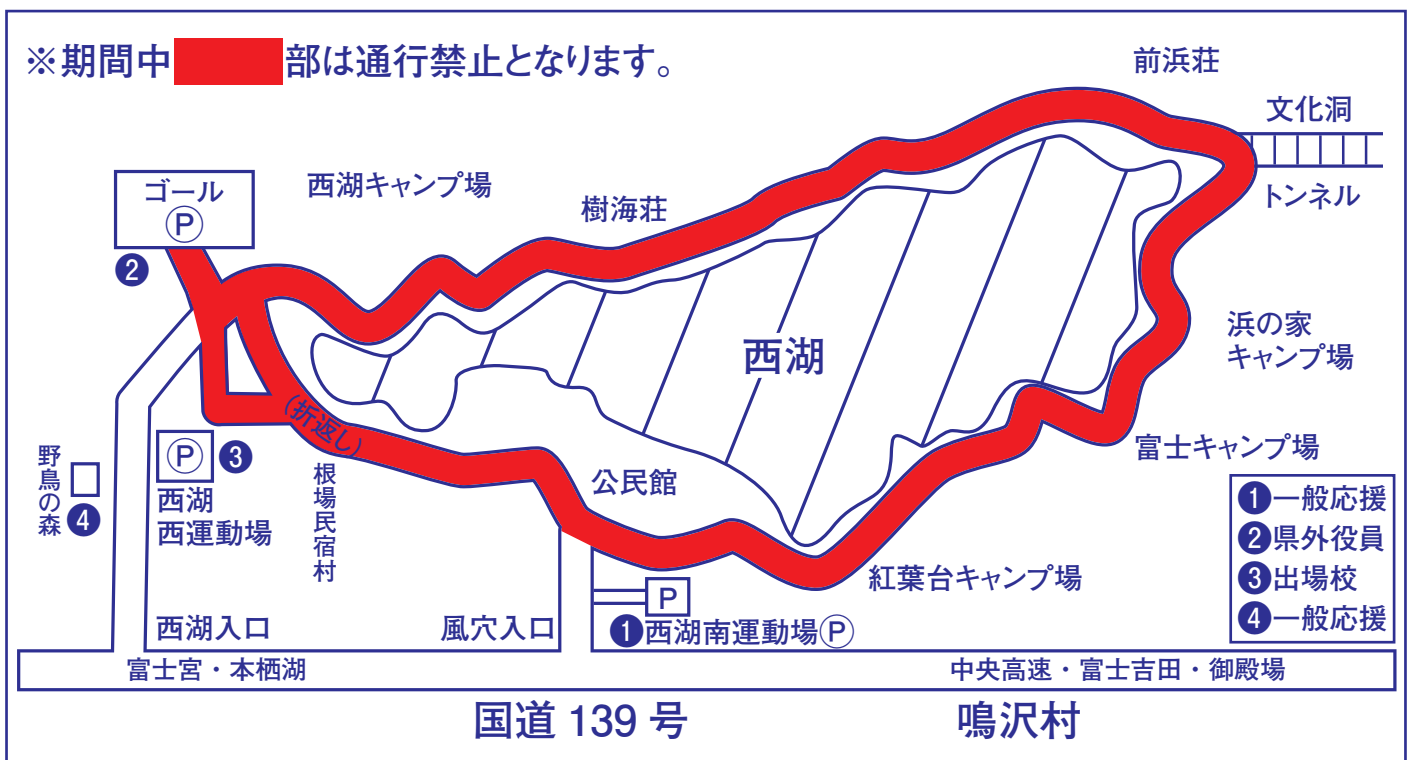 ※期間中 部は通行禁止となります。
前浜荘
文化洞
トンネル
ゴール
Ⓟ
❷
西湖キャンプ場
樹海荘
西湖
浜の家
キャンプ場
富士キャンプ場
(折返し)
野鳥の森
❹
Ⓟ
❸
西湖
西運動場
根場民宿村
公民館
紅葉台キャンプ場
P
❶西湖南運動場Ⓟ
西湖入口
風穴入口
❶一般応援
❷県外役員
❸出場校
❹一般応援
富士宮・本栖湖
中央高速・富士吉田・御殿場
国道 139 号
鳴沢村